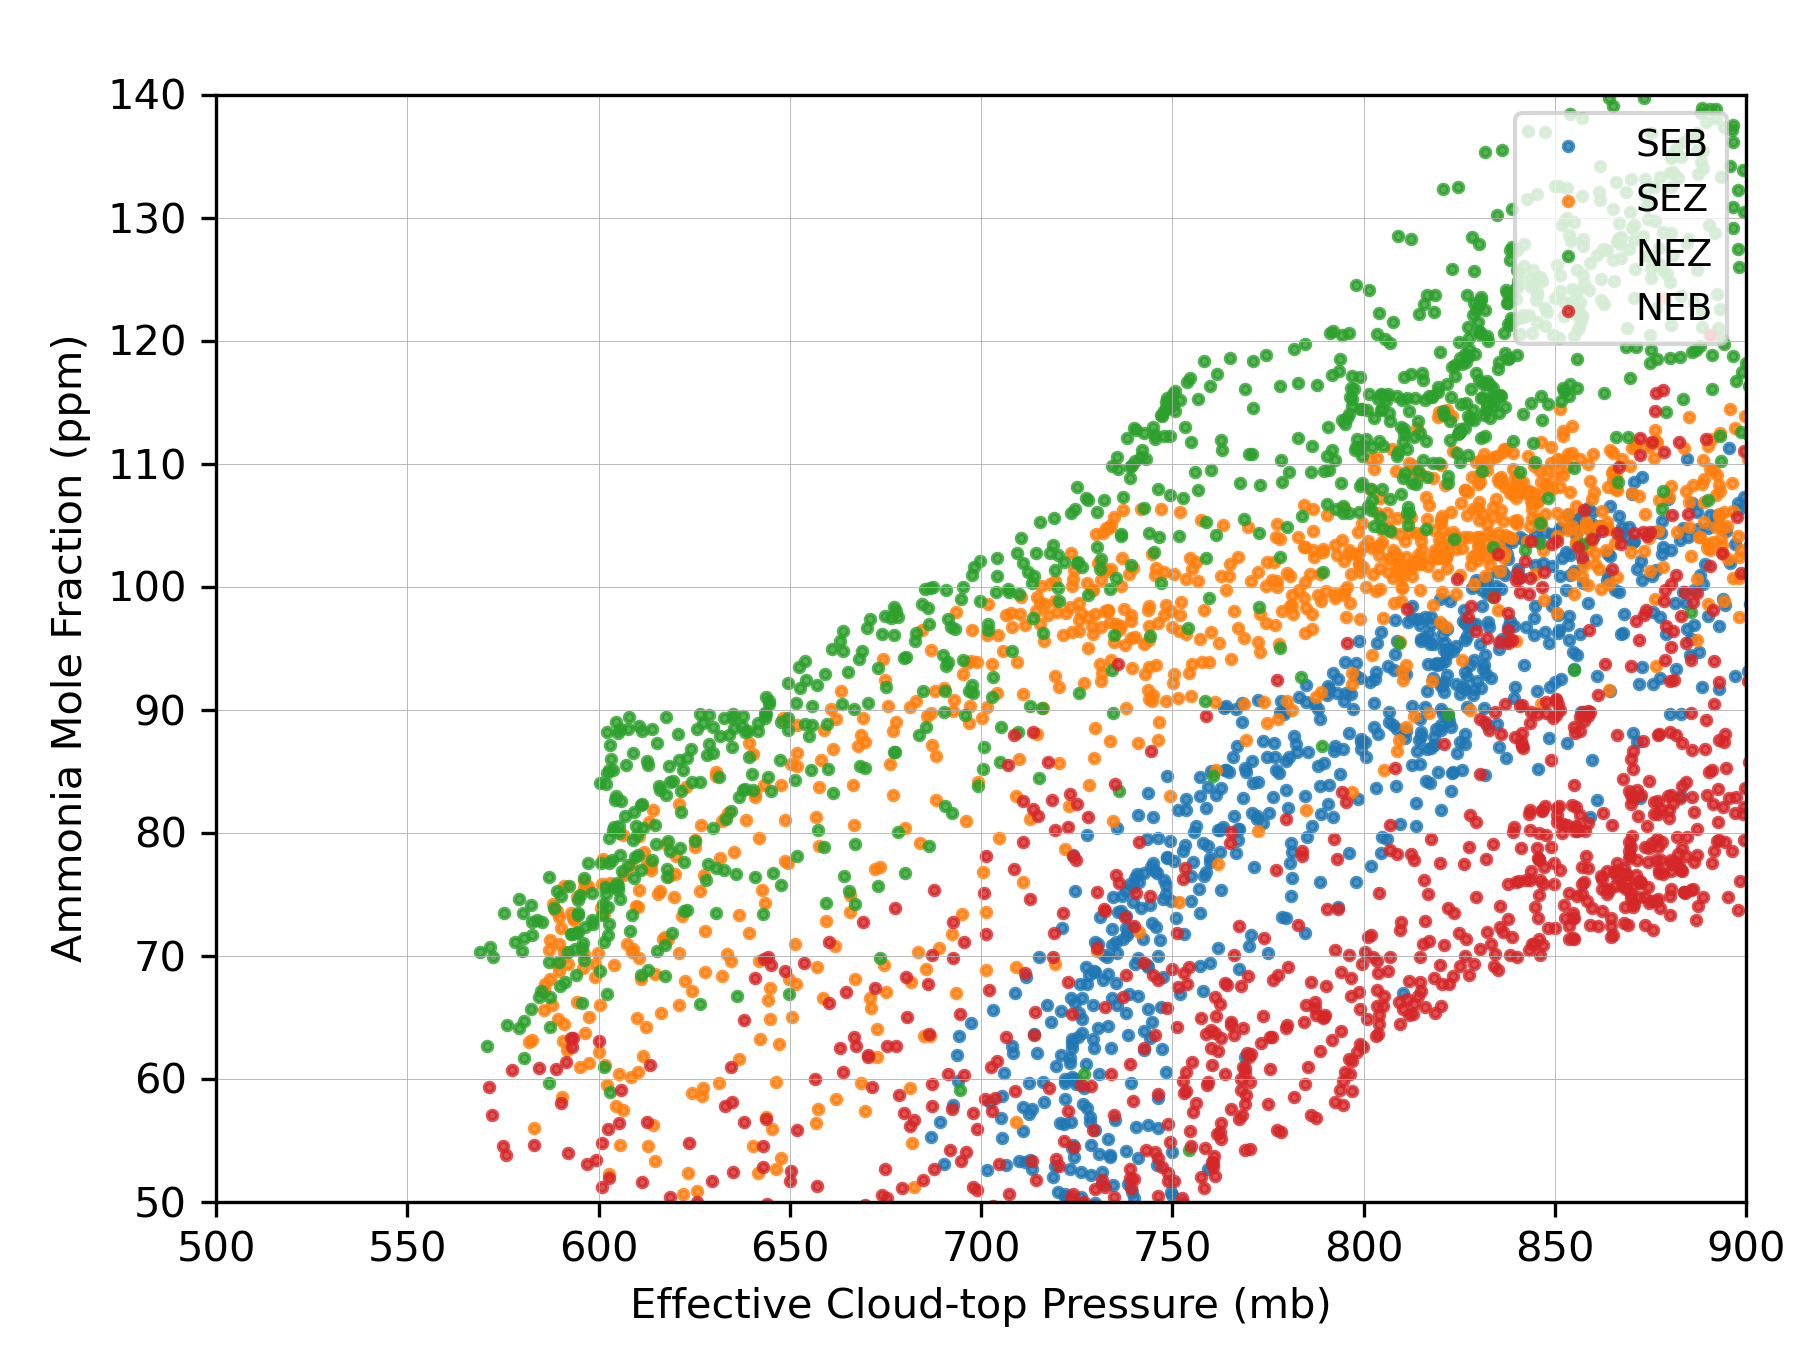 140
130
120
110
100
90
80
70
60
50
Ammonia Mole Fraction (ppm)
SEB
SEZ
NEZ
NEB
500 550 600 650 700 750 800 850 900
Effective Cloud-top Pressure (mb)